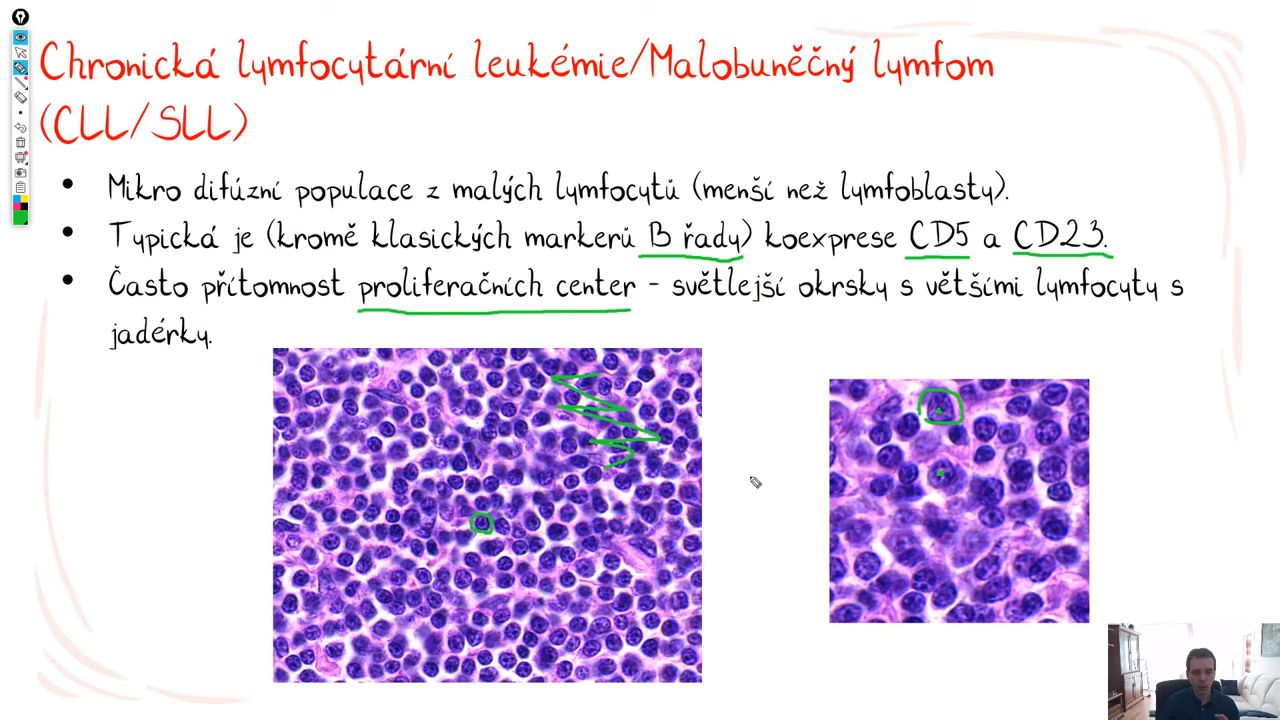 Chronická lymfocytární leukémie/Malobuněčný lymfom
(CLL/SLL)
• Mikro difúzní populace z malých lymfocytů (menší než lymfoblasty).
• Typická je (kromě klasických markerů B řady) koexprese CD5 a CD23.
• Často přítomnost proliferačních center - světlejší okrsky s většími lymfocyty s
jadérky.